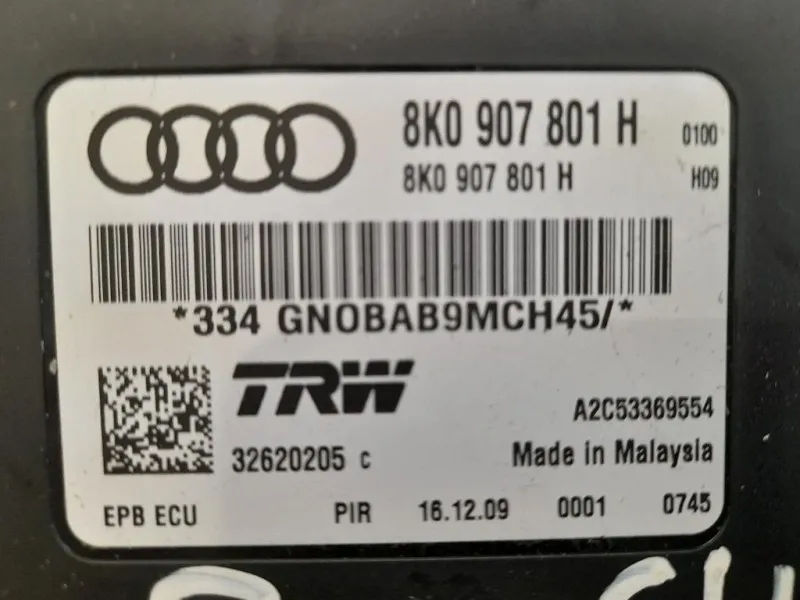 8K0 907 801 H 0100
8K0 907 801 H H09
*334 GN0BAB9MCH45/*
TRW
A2C53369554
32620205 c Made in Malaysia
EPB ECU PIR 16.12.09 0001 0745